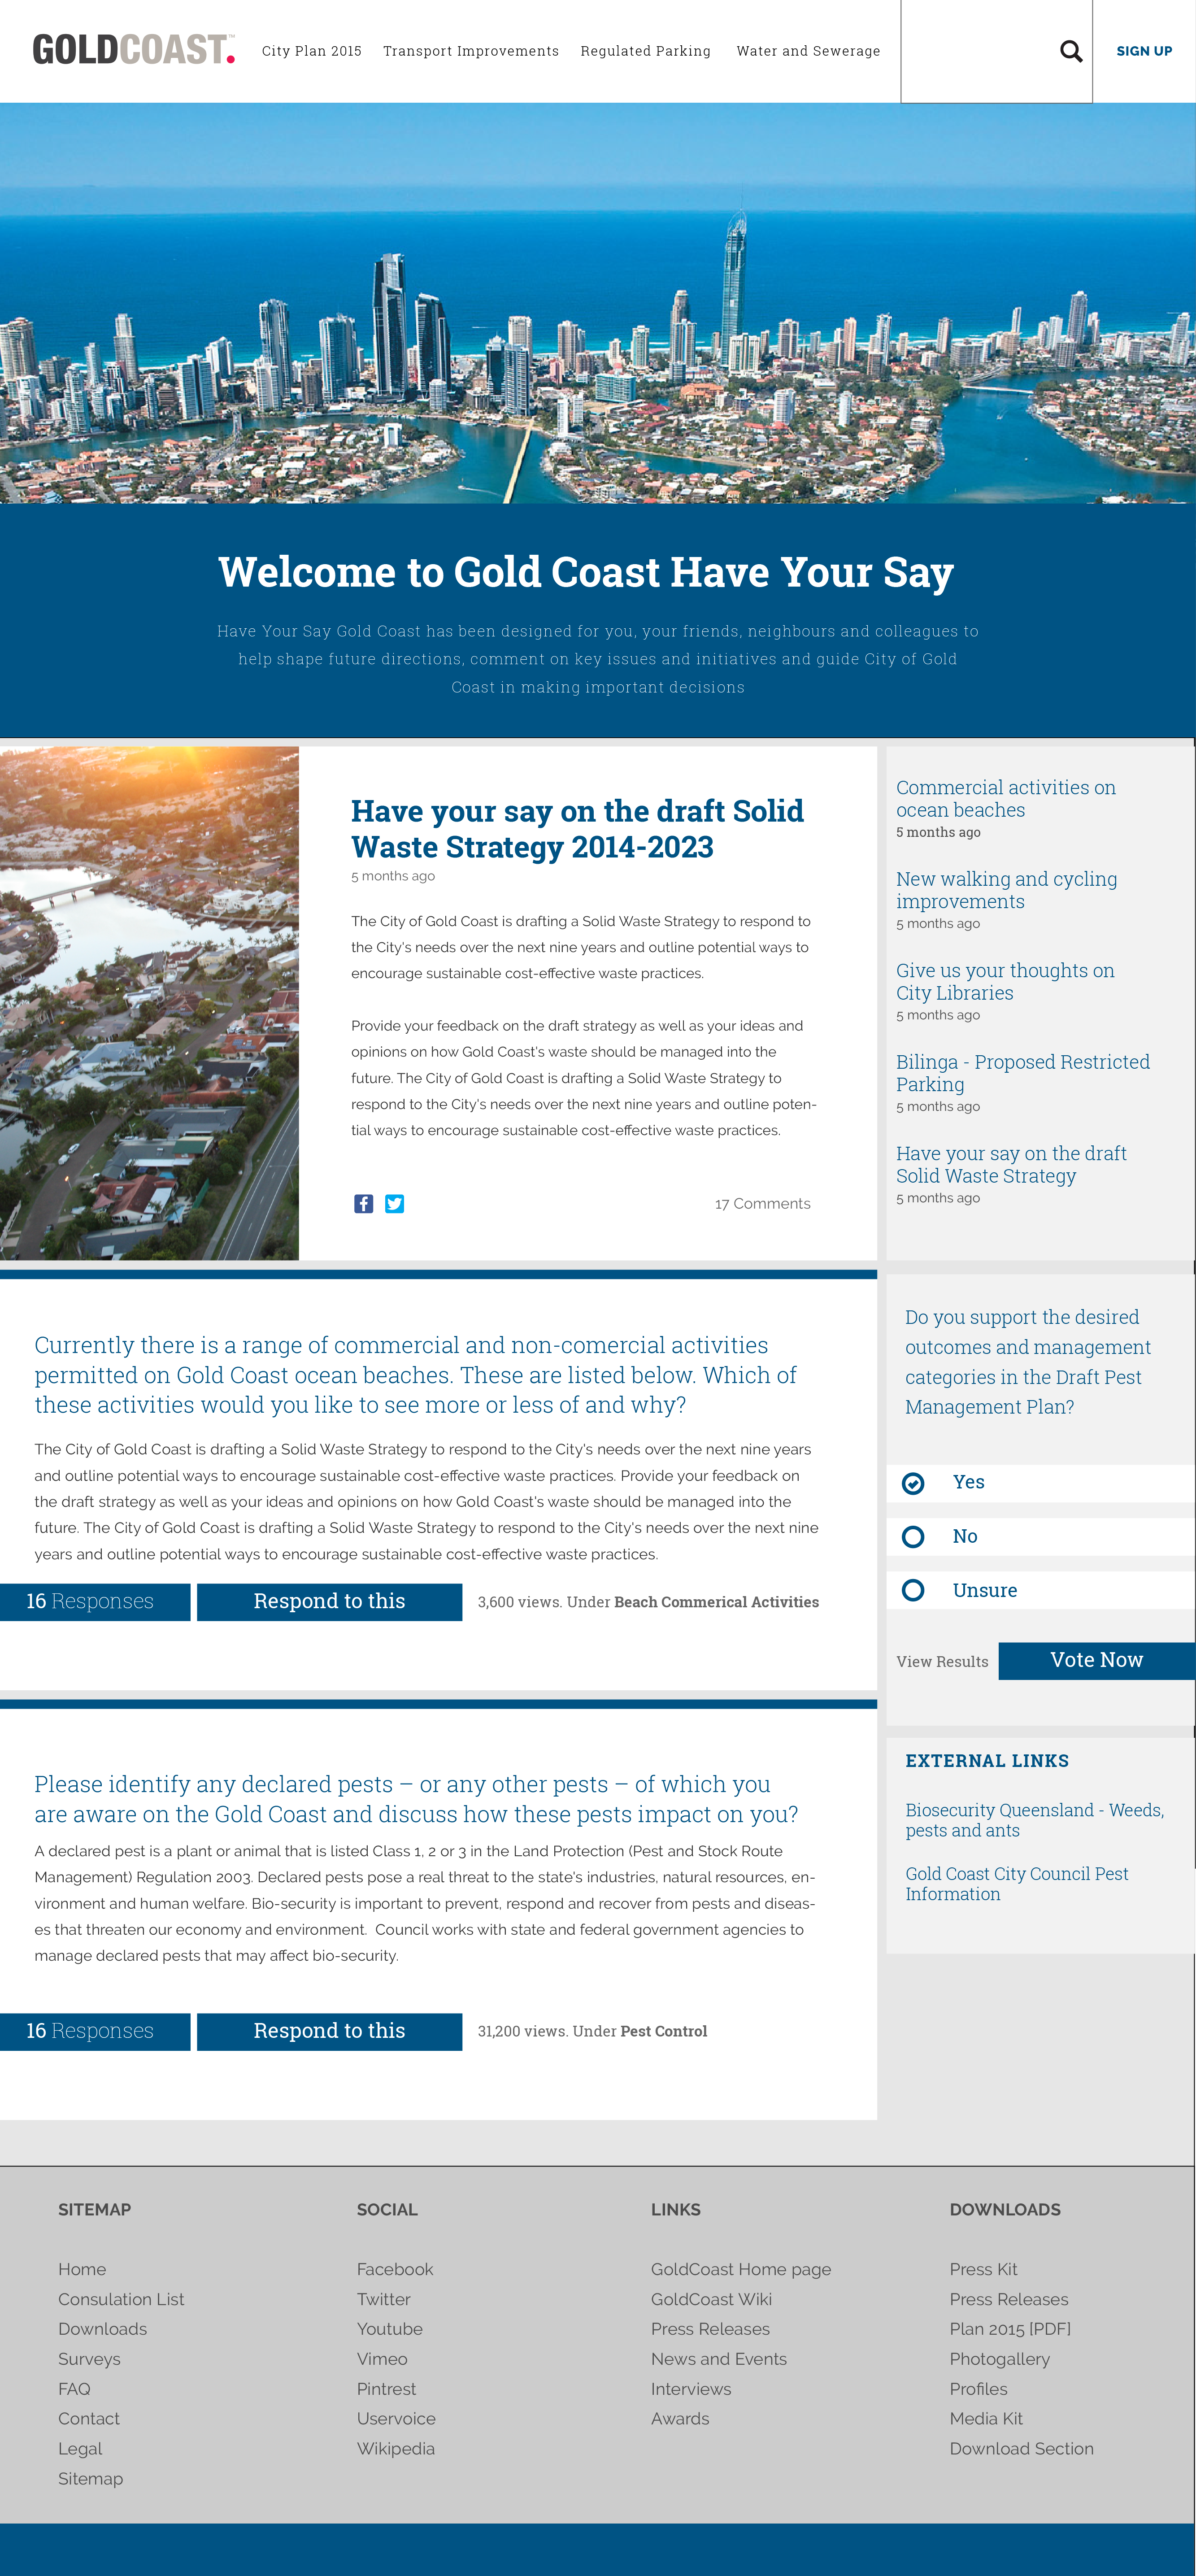 GOLDCOAST.™
City Plan 2015 Transport Improvements Regulated Parking Water and Sewerage SIGN UP
Welcome to Gold Coast Have Your Say
Have Your Say Gold Coast has been designed for you, your friends, neighbours and colleagues to
help shape future directions, comment on key issues and initiatives and guide City of Gold
Coast in making important decisions
Have your say on the draft Solid
Waste Strategy 2014-2023
5 months ago
The City of Gold Coast is drafting a Solid Waste Strategy to respond to
the City's needs over the next nine years and outline potential ways to
encourage sustainable cost-effective waste practices.
Provide your feedback on the draft strategy as well as your ideas and
opinions on how Gold Coast's waste should be managed into the
future. The City of Gold Coast is drafting a Solid Waste Strategy to
respond to the City's needs over the next nine years and outline poten-
tial ways to encourage sustainable cost-effective waste practices.
17 Comments
Commercial activities on
ocean beaches
5 months ago
New walking and cycling
improvements
5 months ago
Give us your thoughts on
City Libraries
5 months ago
Bilinga - Proposed Restricted
Parking
5 months ago
Have your say on the draft
Solid Waste Strategy
5 months ago
Currently there is a range of commercial and non-comercial activities
permitted on Gold Coast ocean beaches. These are listed below. Which of
these activities would you like to see more or less of and why?
The City of Gold Coast is drafting a Solid Waste Strategy to respond to the City's needs over the next nine years
and outline potential ways to encourage sustainable cost-effective waste practices. Provide your feedback on
the draft strategy as well as your ideas and opinions on how Gold Coast's waste should be managed into the
future. The City of Gold Coast is drafting a Solid Waste Strategy to respond to the City's needs over the next nine
years and outline potential ways to encourage sustainable cost-effective waste practices.
16 Responses Respond to this 3,600 views. Under Beach Commerical Activities
Do you support the desired
outcomes and management
categories in the Draft Pest
Management Plan?
Yes
No
Unsure
View Results Vote Now
Please identify any declared pests – or any other pests – of which you
are aware on the Gold Coast and discuss how these pests impact on you?
A declared pest is a plant or animal that is listed Class 1, 2 or 3 in the Land Protection (Pest and Stock Route
Management) Regulation 2003. Declared pests pose a real threat to the state's industries, natural resources, en-
vironment and human welfare. Bio-security is important to prevent, respond and recover from pests and diseas-
es that threaten our economy and environment. Council works with state and federal government agencies to
manage declared pests that may affect bio-security.
16 Responses Respond to this 31,200 views. Under Pest Control
EXTERNAL LINKS
Biosecurity Queensland - Weeds,
pests and ants
Gold Coast City Council Pest
Information
SITEMAP
Home
Consulation List
Downloads
Surveys
FAQ
Contact
Legal
Sitemap
SOCIAL
Facebook
Twitter
Youtube
Vimeo
Pintrest
Uservoice
Wikipedia
LINKS
GoldCoast Home page
GoldCoast Wiki
Press Releases
News and Events
Interviews
Awards
DOWNLOADS
Press Kit
Press Releases
Plan 2015 [PDF]
Photogallery
Profiles
Media Kit
Download Section